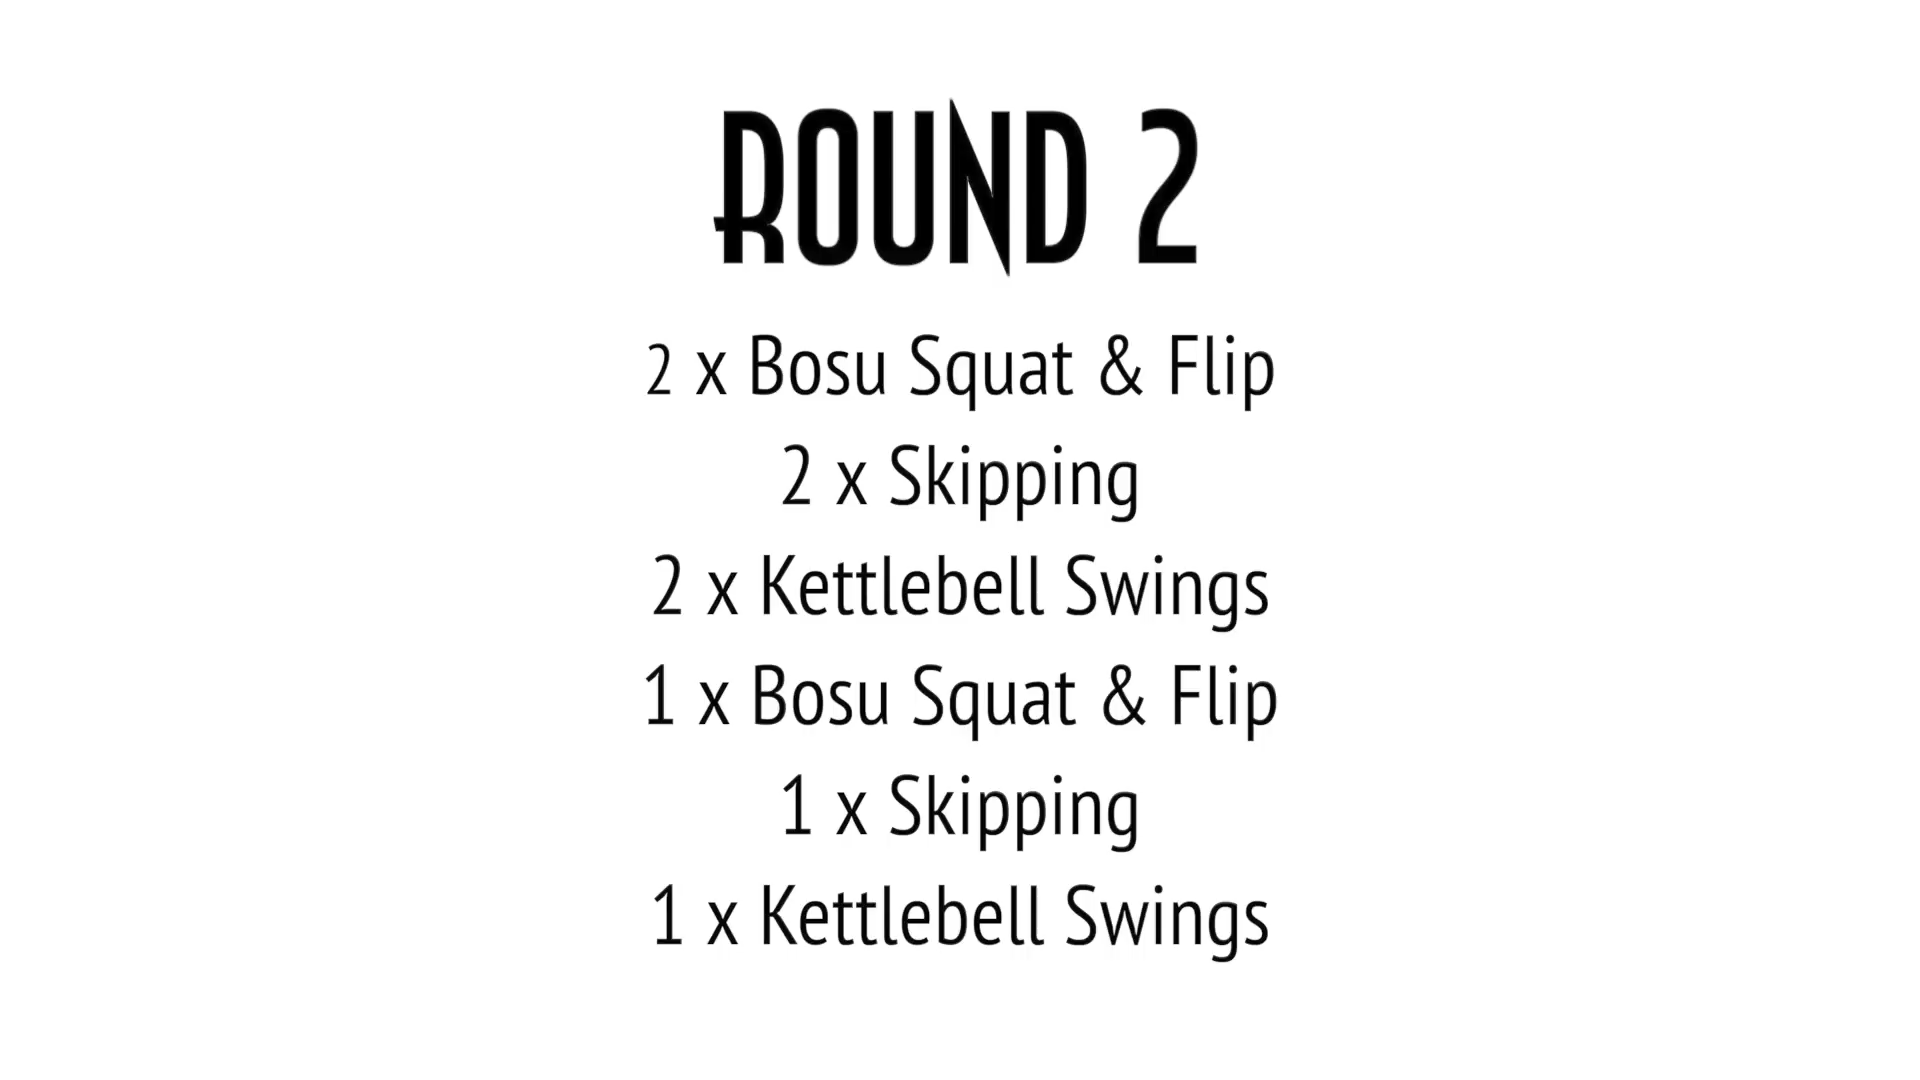 ROUND 2
2 x Bosu Squat & Flip
2 x Skipping
2 x Kettlebell Swings
1 x Bosu Squat & Flip
1 x Skipping
1 x Kettlebell Swings